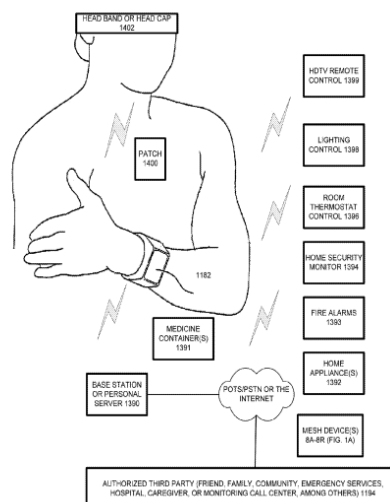 HEAD BAND OR HEAD CAP
1402
HDTV REMOTE
CONTROL 1399
LIGHTING
CONTROL 1398
PATCH
1400
ROOM
THERMOSTAT
CONTROL 1396
HOME SECURITY
MONITOR 1394
1182
FIRE ALARMS
1393
MEDICINE
CONTAINER(S)
1391
HOME
APPLIANCE(S)
1392
BASE STATION
OR PERSONAL
SERVER 1390
POTS/PSTN OR THE
INTERNET
MESH DEVICE(S)
8A-8R (FIG. 1A)
AUTHORIZED THIRD PARTY (FRIEND, FAMILY, COMMUNITY, EMERGENCY SERVICES,
HOSPITAL, CAREGIVER, OR MONITORING CALL CENTER, AMONG OTHERS) 1194